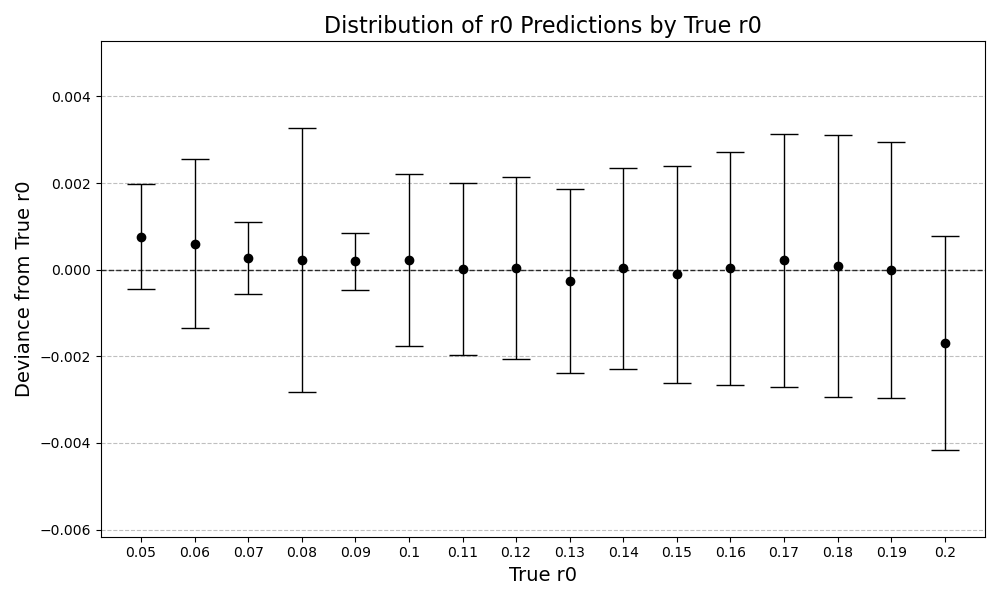 Distribution of r0 Predictions by True r0
Deviance from True r0
0.004
0.002
0.000
−0.002
−0.004
−0.006
0.05 0.06 0.07 0.08 0.09 0.1 0.11 0.12 0.13 0.14 0.15 0.16 0.17 0.18 0.19 0.2
True r0